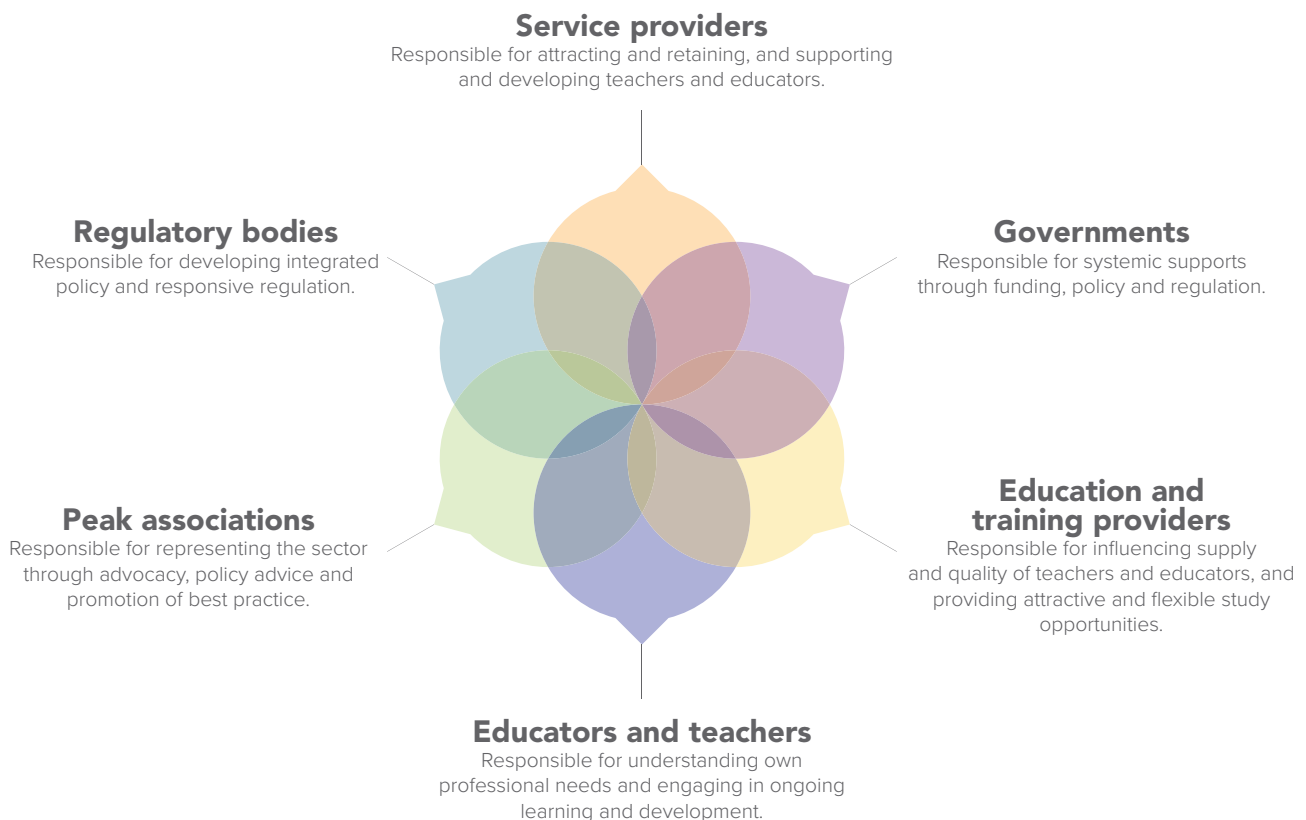 Service providers
Responsible for attracting and retaining, and supporting
and developing teachers and educators.
Regulatory bodies
Responsible for developing integrated
policy and responsive regulation.
Governments
Responsible for systemic supports
through funding, policy and regulation.
Peak associations
Responsible for representing the sector
through advocacy, policy advice and
promotion of best practice.
Education and
training providers
Responsible for influencing supply
and quality of teachers and educators, and
providing attractive and flexible study
opportunities.
Educators and teachers
Responsible for understanding own
professional needs and engaging in ongoing
learning and development.